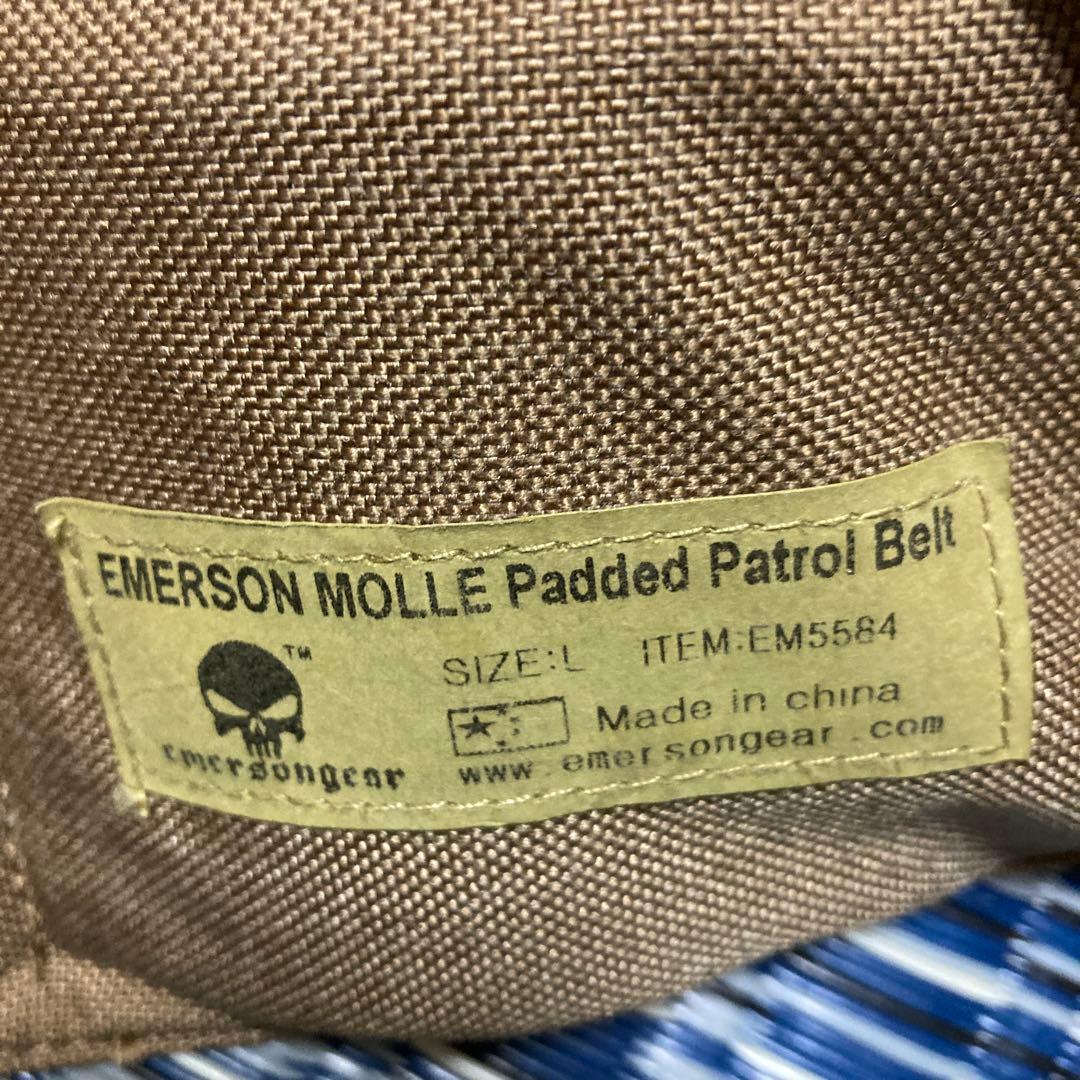 EMERSON MOLLE Padded Patrol Belt
TM
SIZE:L ITEM:EM5584
Made in china
emersongear
www.emersongear.com